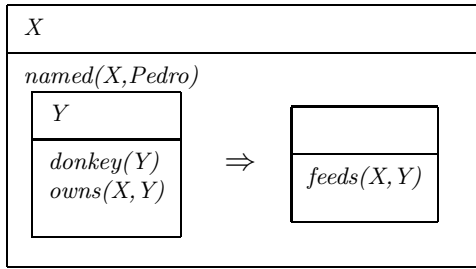 X
named(X,Pedro)
Y
donkey(Y)
owns(X,Y)
⇒
feeds(X,Y)